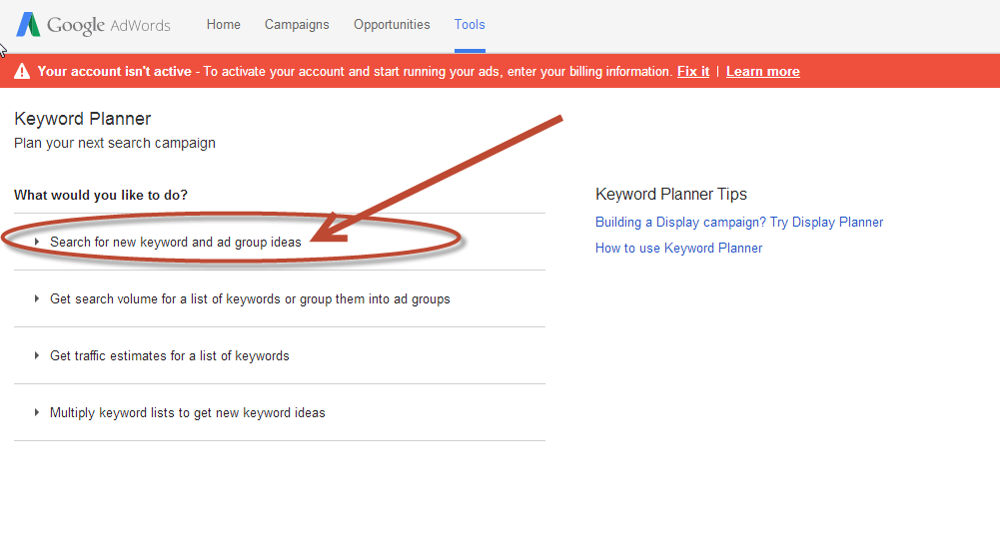 Google AdWords Home Campaigns Opportunities Tools
Your account isn't active - To activate your account and start running your ads, enter your billing information. Fix it | Learn more
Keyword Planner
Plan your next search campaign
What would you like to do?
Search for new keyword and ad group ideas
Get search volume for a list of keywords or group them into ad groups
Get traffic estimates for a list of keywords
Multiply keyword lists to get new keyword ideas
Keyword Planner Tips
Building a Display campaign? Try Display Planner
How to use Keyword Planner